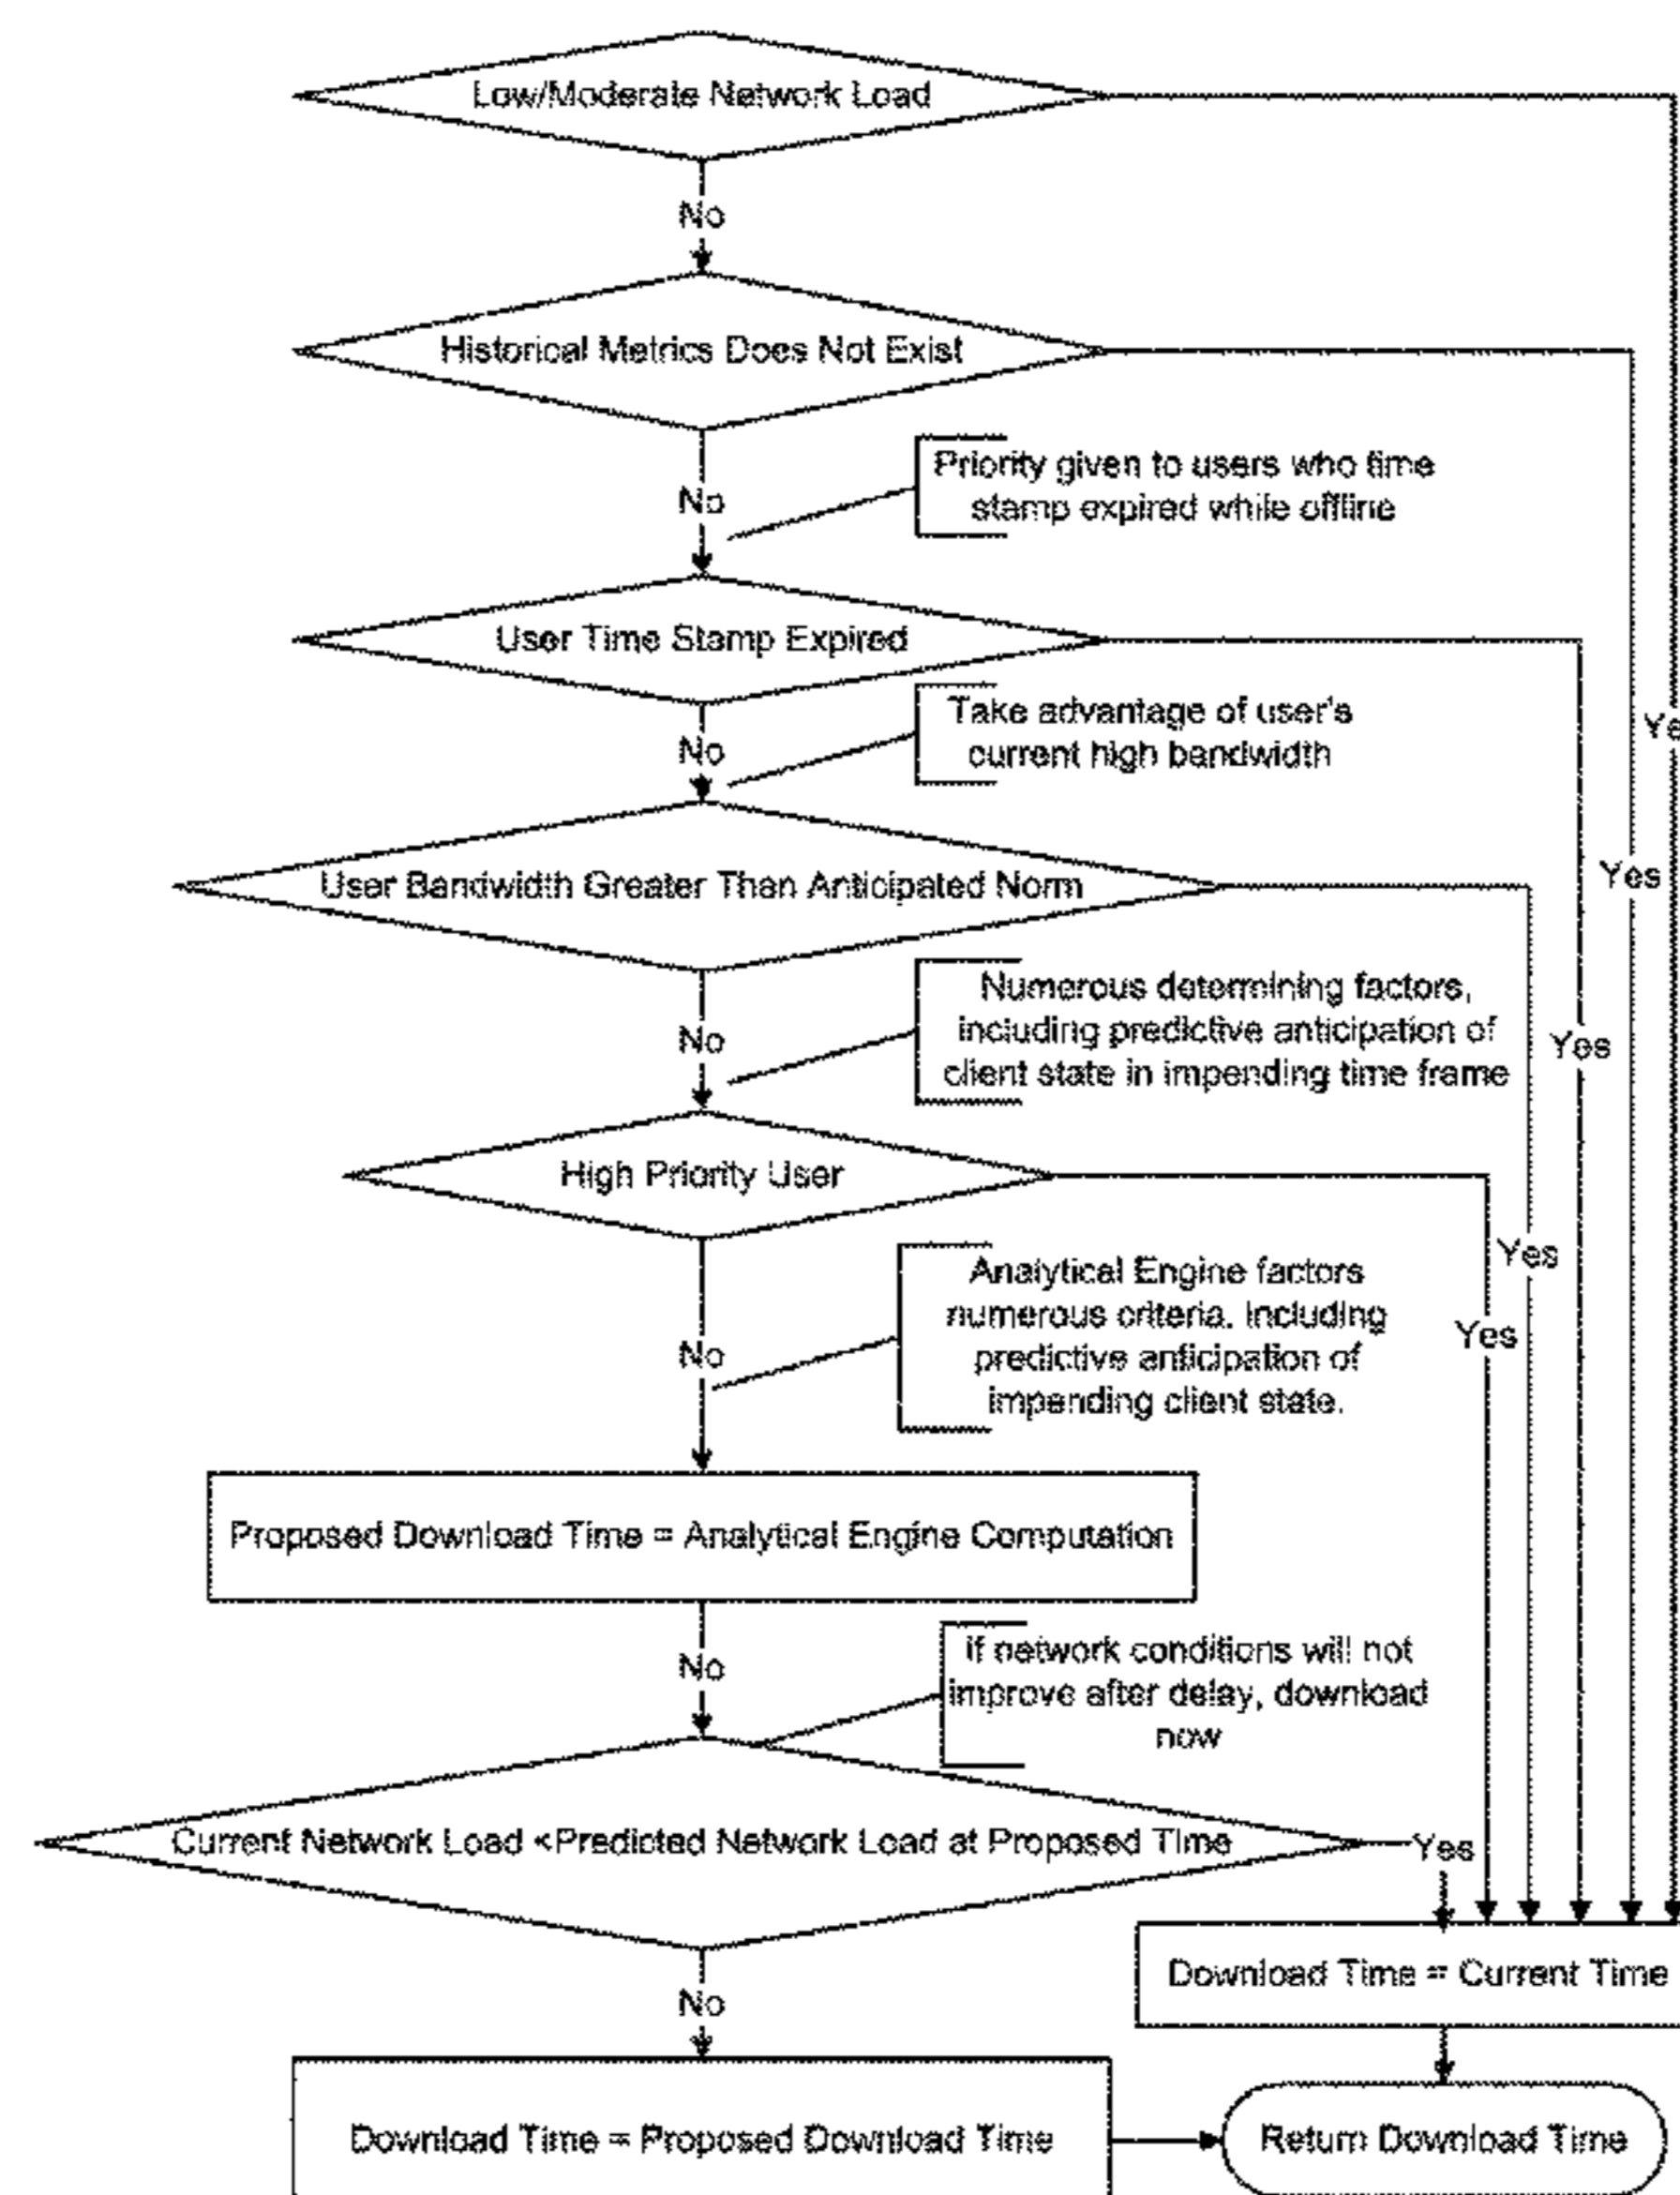 Low/Moderate Network Load
No
Historical Metrics Does Not Exist
Priority given to users who time
stamp expired while offline
No
User Time Stamp Expired
Take advantage of user's
current high bandwidth
No
User Bandwidth Greater Than Anticipated Norm
Numerous determining factors,
including predictive anticipation of
client state in impending time frame
No
High Priority User
Analytical Engine factors
numerous criteria, including
predictive anticipation of
impending client state.
No
Yes
Yes
Yes
Yes
Ye
Proposed Download Time = Analytical Engine Computation
No
If network conditions will not
improve after delay, download
now
Current Network Load <Predicted Network Load at Proposed Time
Yes
No
Download Time = Current Time
Download Time = Proposed Download Time
Return Download Time